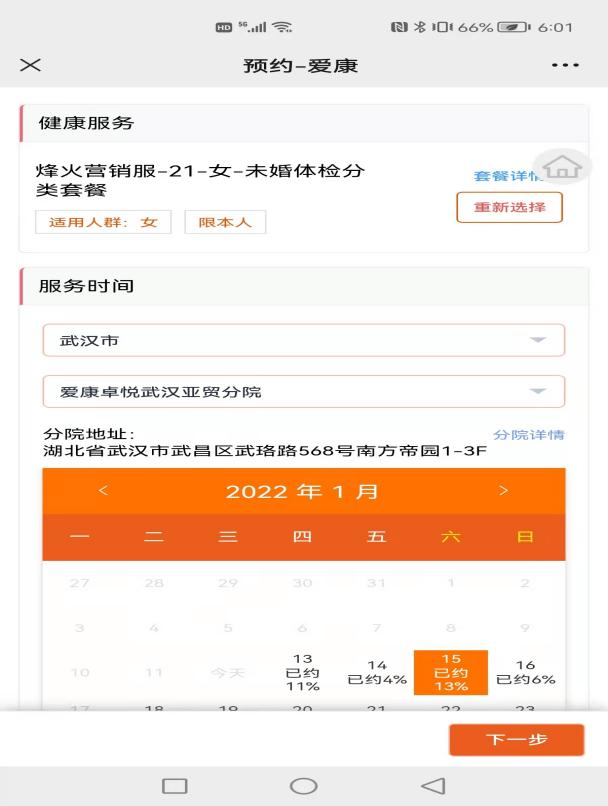 HD 5G 66% 6:01
预约-爱康
健康服务
烽火营销服-21-女-未婚体检分
类套餐
套餐详情
适用人群: 女 限本人
重新选择
服务时间
武汉市
爱康卓悦武汉亚贸分院
分院地址:
分院详情
湖北省武汉市武昌区武珞路568号南方帝园1-3F
< 2022 年 1 月 >
一 二 三 四 五 六 日
27 28 29 30 31 1 2
3 4 5 6 7 8 9
10 11 今天 13 已约 11% 14 已约4% 15 已约 13% 16 已约6%
17 18 19 20 21 22 23
下一步